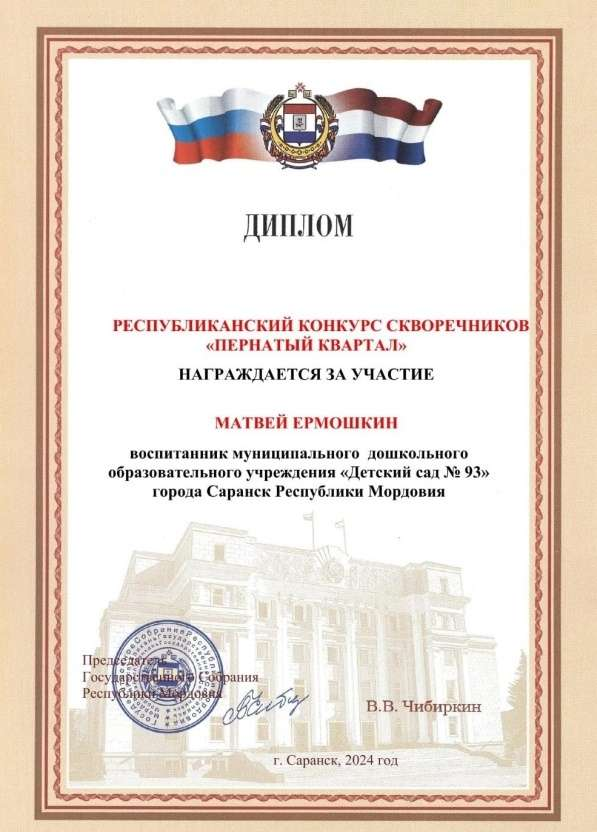 ДИПЛОМ
РЕСПУБЛИКАНСКИЙ КОНКУРС СКВОРЕЧНИКОВ
«ПЕРНАТЫЙ КВАРТАЛ»
НАГРАЖДАЕТСЯ ЗА УЧАСТИЕ
МАТВЕЙ ЕРМОШКИН
воспитанник муниципального дошкольного
образовательного учреждения «Детский сад № 93»
города Саранск Республики Мордовия
Председатель
Государственного Собрания
Республики Мордовия
В.В. Чибиркин
г. Саранск, 2024 год